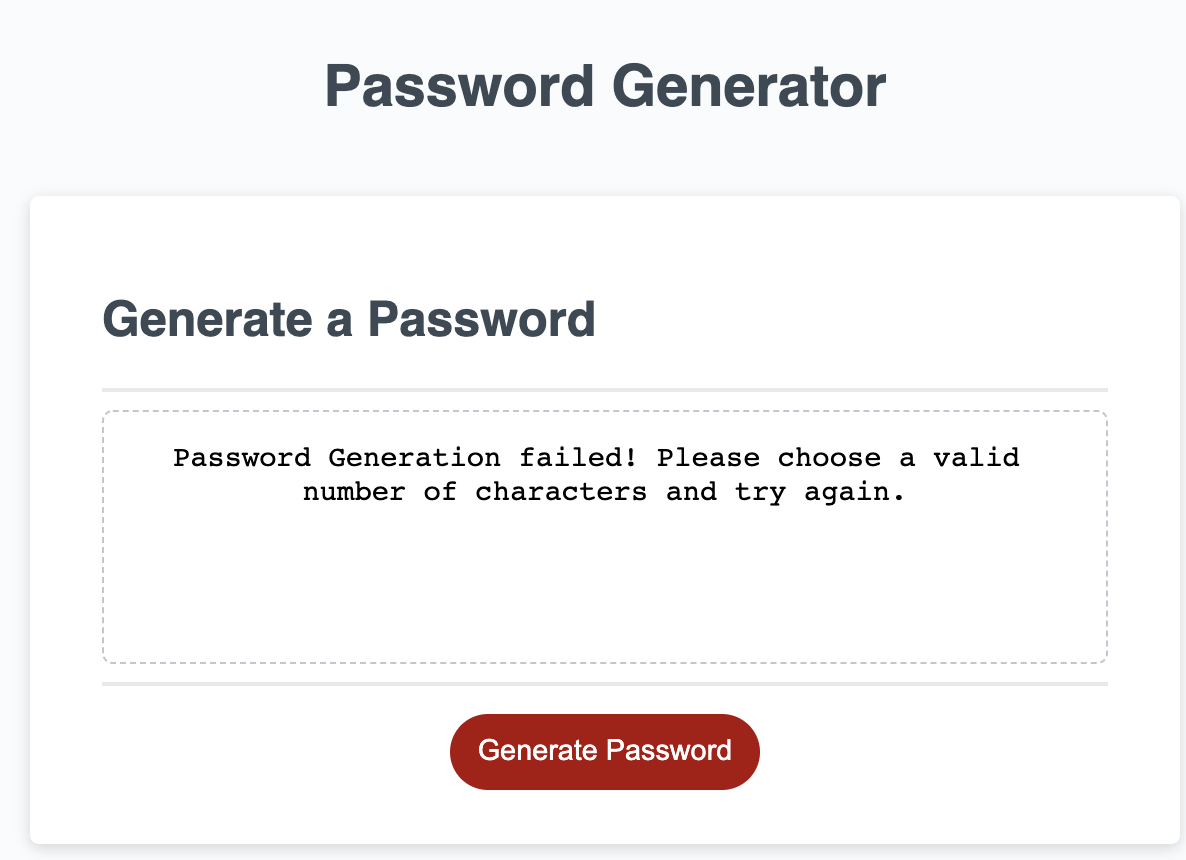 Password Generator
Generate a Password
Password Generation failed! Please choose a valid
number of characters and try again.
Generate Password